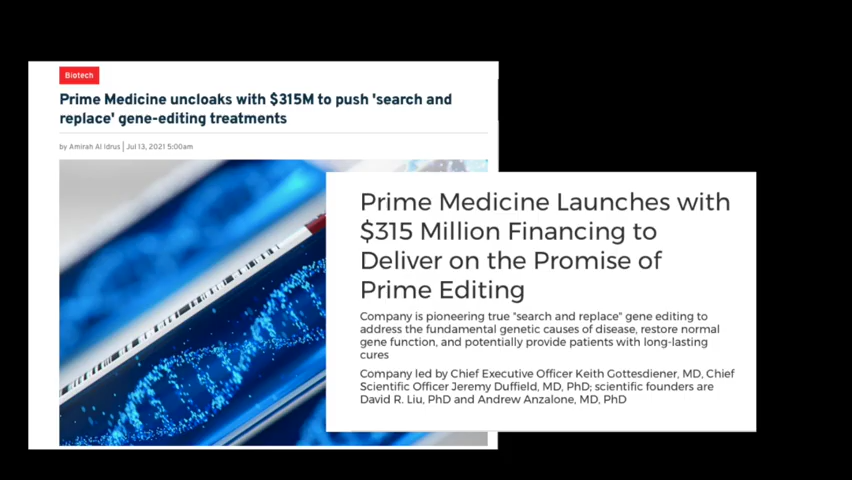 Biotech
Prime Medicine uncloaks with $315M to push 'search and
replace' gene-editing treatments
by Amirah Al Idrus | Jul 13, 2021 5:00am
Prime Medicine Launches with
$315 Million Financing to
Deliver on the Promise of
Prime Editing
Company is pioneering true "search and replace" gene editing to
address the fundamental genetic causes of disease, restore normal
gene function, and potentially provide patients with long-lasting
cures
Company led by Chief Executive Officer Keith Gottesdiener, MD, Chief
Scientific Officer Jeremy Duffield, MD, PhD; scientific founders are
David R. Liu, PhD and Andrew Anzalone, MD, PhD